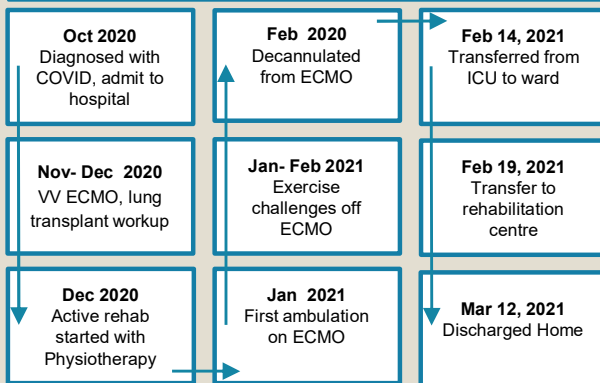 Oct 2020
Diagnosed with
COVID, admit to
hospital
Nov- Dec 2020
VV ECMO, lung
transplant workup
Dec 2020
Active rehab
started with
Physiotherapy
Jan 2021
First ambulation
on ECMO
Jan- Feb 2021
Exercise
challenges off
ECMO
Feb 2020
Decannulated
from ECMO
Feb 14, 2021
Transferred from
ICU to ward
Feb 19, 2021
Transfer to
rehabilitation
centre
Mar 12, 2021
Discharged Home